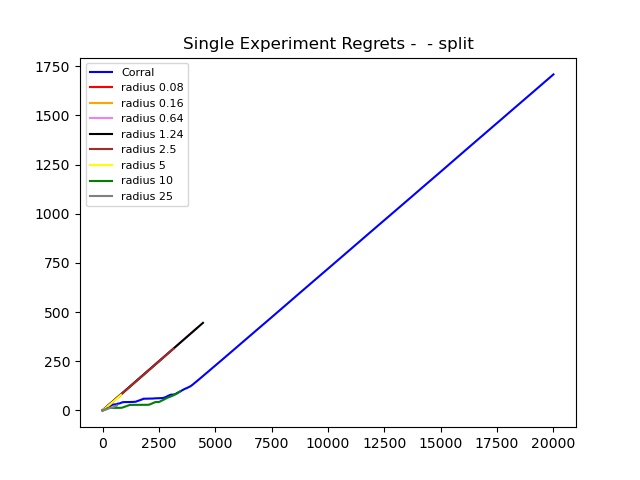 Single Experiment Regrets -  - split
1750
1500
1250
1000
750
500
250
0
Corral
radius 0.08
radius 0.16
radius 0.64
radius 1.24
radius 2.5
radius 5
radius 10
radius 25
0 2500 5000 7500 10000 12500 15000 17500 20000